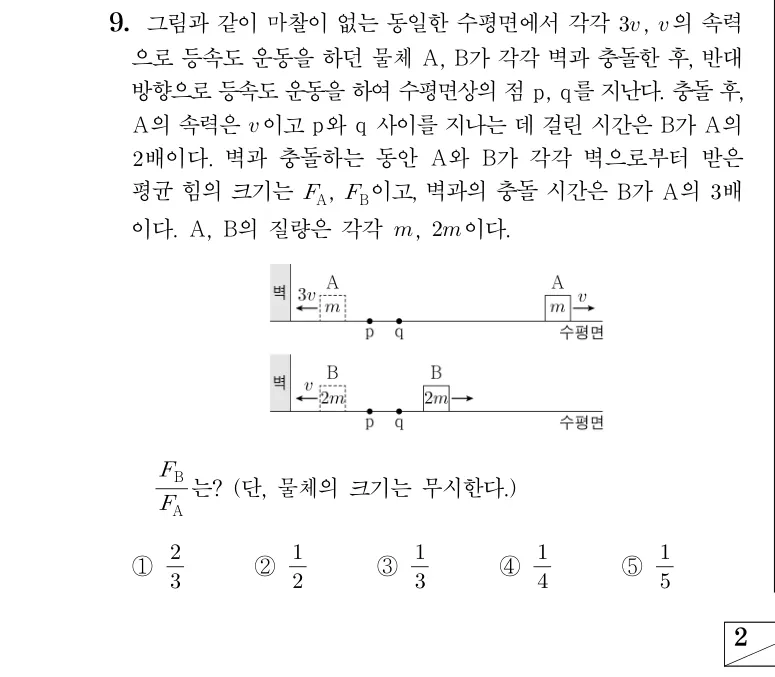 9. 그림과 같이 마찰이 없는 동일한 수평면에서 각각 3v, v의 속력
으로 등속도 운동을 하던 물체 A, B가 각각 벽과 충돌한 후, 반대
방향으로 등속도 운동을 하여 수평면상의 점 p, q를 지난다. 충돌 후,
A의 속력은 v이고 p와 q 사이를 지나는 데 걸린 시간은 B가 A의
2배이다. 벽과 충돌하는 동안 A와 B가 각각 벽으로부터 받은
평균 힘의 크기는 F_A, F_B이고, 벽과의 충돌 시간은 B가 A의 3배
이다. A, B의 질량은 각각 m, 2m이다.
A A
벽 3v m m v
p q 수평면
B B
벽 v 2m 2m
p q 수평면
F_B/F_A는? (단, 물체의 크기는 무시한다.)
① 2/3 ② 1/2 ③ 1/3 ④ 1/4 ⑤ 1/5
2